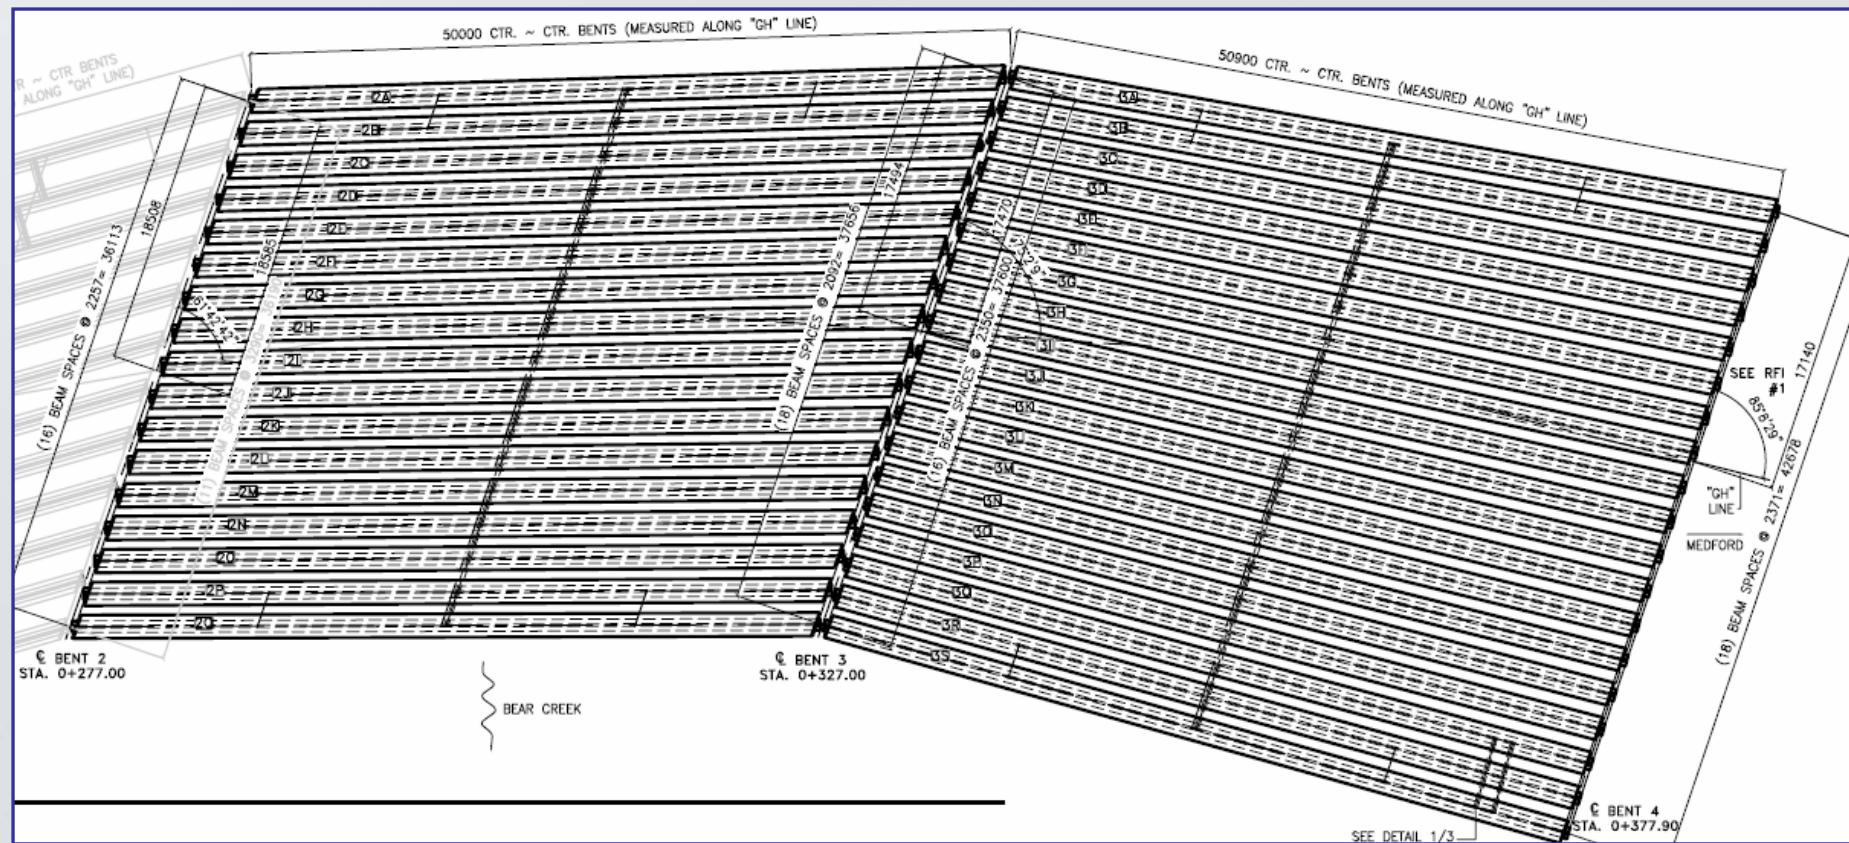 50000 CTR. ~ CTR. BENTS (MEASURED ALONG "GH" LINE)
50900 CTR. ~ CTR. BENTS (MEASURED ALONG "GH" LINE)
R ~ CTR BENTS
ALONG "GH" LINE)
(16) BEAM SPACES @ 2257= 36113
18508
18585
(18) BEAM SPACES @ 2092= 37656
17494
(16) BEAM SPACES @ 2350= 37600
17470
2A
2B
2C
2D
2F
2G
2H
2I
2J
2K
2L
2M
2N
2O
2P
2Q
3A
3B
3C
3D
3E
3F
3G
3H
3I
3J
3K
3L
3M
3N
3O
3P
3Q
3R
3S
SEE RFI
#1
17140
85°8'29"
"GH"
LINE
MEDFORD
(18) BEAM SPACES @ 2371= 42678
℄ BENT 2
STA. 0+277.00
℄ BENT 3
STA. 0+327.00
BEAR CREEK
℄ BENT 4
STA. 0+377.90
SEE DETAIL 1/3